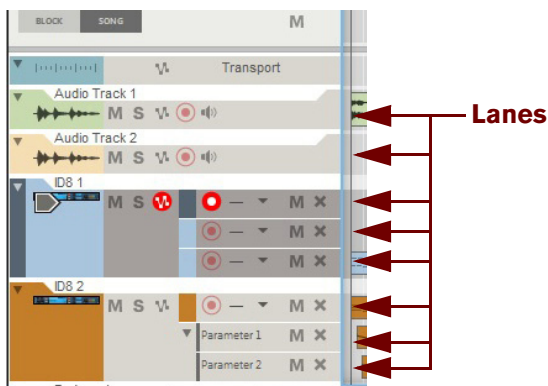 BLOCK SONG M
Transport
Audio Track 1
M S
Lanes
Audio Track 2
M S
ID8 1
M S M
M
M
ID8 2
M S M
Parameter 1 M
Parameter 2 M